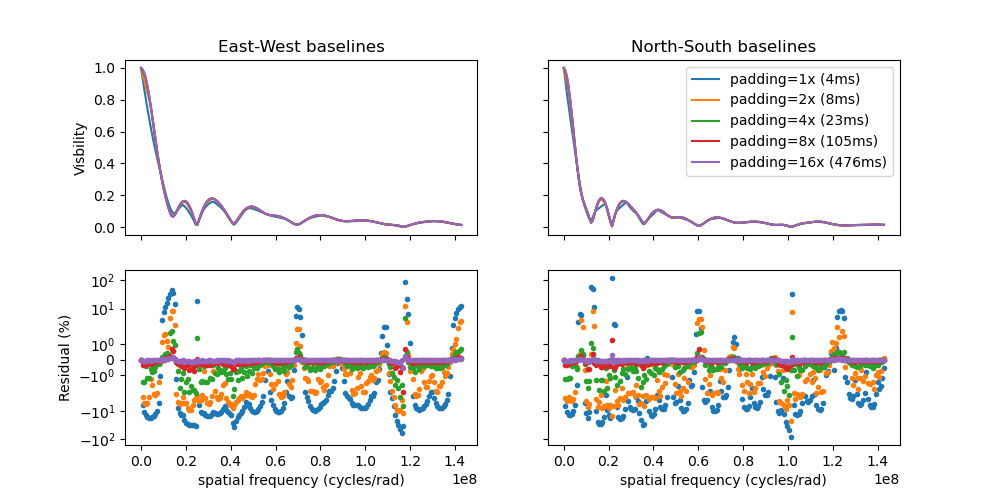 East-West baselines
North-South baselines
1.0
0.8
0.6
0.4
0.2
0.0
Visbility
padding=1x (4ms)
padding=2x (8ms)
padding=4x (23ms)
padding=8x (105ms)
padding=16x (476ms)
10²
10¹
10⁰
0
−10⁰
−10¹
−10²
Residual (%)
0.0 0.2 0.4 0.6 0.8 1.0 1.2 1.4
1e8
spatial frequency (cycles/rad)
0.0 0.2 0.4 0.6 0.8 1.0 1.2 1.4
1e8
spatial frequency (cycles/rad)